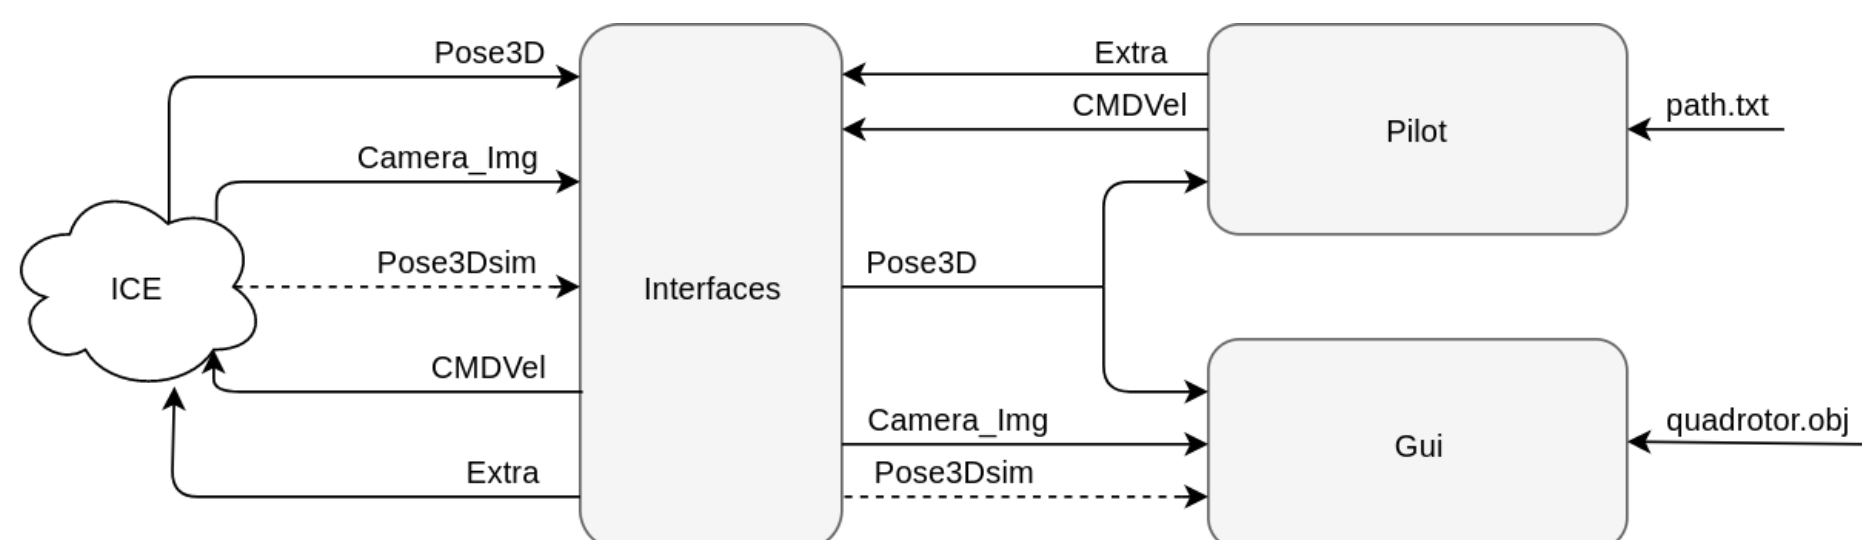 Pose3D
Extra
CMDVel
path.txt
Pilot
Camera_Img
Pose3Dsim
Pose3D
ICE
Interfaces
CMDVel
Camera_Img
quadrotor.obj
Gui
Extra
Pose3Dsim